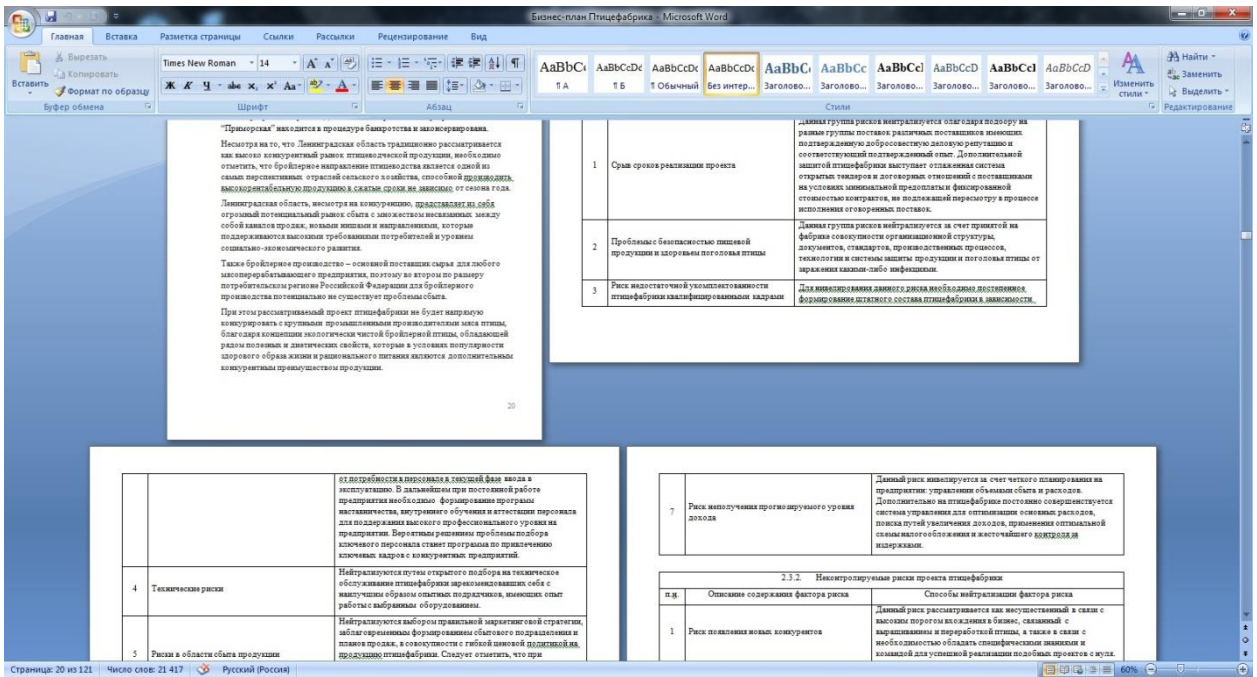 Бизнес-план Птицефабрика - Microsoft Word
Главная Вставка Разметка страницы Ссылки Рассылки Рецензирование Вид
Вставить
Вырезать
Копировать
Формат по образцу
Буфер обмена
Times New Roman 14
Ж К Ч abc x, x² Aa
Шрифт
Абзац
AaBbC AaBbCcDc AaBbCcDc AaBbCcDc AaBbC AaBbCc AaBbCcI AaBbCcD AaBbCcI AaBbCcD
¶ А ¶ Б ¶ Обычный Без интер... Заголово... Заголово... Заголово... Заголово... Заголово... Заголово...
Стили
Изменить стили
Найти
Заменить
Выделить
Редактирование
"Приморская" находится в процедуре банкротства и законсервирована.
Несмотря на то, что Ленинградская область традиционно рассматривается
как высоко конкурентный рынок птицеводческой продукции, необходимо
отметить, что бройлерное направление птицеводства является одной из
самых перспективных отраслей сельского хозяйства, способной производить
высокорентабельную продукцию в сжатые сроки не зависимо от сезона года.
Ленинградская область, несмотря на конкуренцию, представляет из себя
огромный потенциальный рынок сбыта с множеством несвязанных между
собой каналов продаж, новыми нишами и направлениями, которые
поддерживаются высокими требованиями потребителей и уровнем
социально-экономического развития.
Также бройлерное производство – основной поставщик сырья для любого
мясоперерабатывающего предприятия, поэтому во втором по размеру
потребительском регионе Российской Федерации для бройлерного
производства потенциально не существует проблемы сбыта.
При этом рассматриваемый проект птицефабрики не будет напрямую
конкурировать с крупными промышленными производителями мяса птицы,
благодаря концепции экологически чистой бройлерной птицы, обладающей
рядом полезных и диетических свойств, которые в условиях популярности
здорового образа жизни и рационального питания являются дополнительным
конкурентным преимуществом продукции.
20
1 Срыв сроков реализации проекта
Данная группа рисков нейтрализуется благодаря подбору на
разные группы поставок различных поставщиков имеющих
подтвержденную добросовестную деловую репутацию и
соответствующий подтвержденный опыт. Дополнительной
защитой птицефабрики выступает отлаженная система
открытых тендеров и договорных отношений с поставщиками
на условиях минимальной предоплаты и фиксированной
стоимостью контрактов, не подлежащей пересмотру в процессе
исполнения оговоренных поставок.
2 Проблемы с безопасностью пищевой
продукции и здоровьем поголовья птицы
Данная группа рисков нейтрализуется за счет принятой на
фабрике совокупности организационной структуры,
документов, стандартов, производственных процессов,
технологии и системы защиты продукции и поголовья птицы от
заражения какими-либо инфекциями.
3 Риск недостаточной укомплектованности
птицефабрики квалифицированными кадрами
Для нивелирования данного риска необходимо постепенное
формирование штатного состава птицефабрики в зависимости
от потребности в персонале в текущей фазе ввода в
эксплуатацию. В дальнейшем при постоянной работе
предприятия необходимо формирование программ
наставничества, внутреннего обучения и аттестации персонала
для поддержания высокого профессионального уровня на
предприятии. Вероятным решением проблемы подбора
ключевого персонала станет программа по привлечению
ключевых кадров с конкурентных предприятий.
4 Технические риски
Нейтрализуются путем открытого подбора на техническое
обслуживание птицефабрики зарекомендовавших себя с
наилучшим образом опытных подрядчиков, имеющих опыт
работы с выбранным оборудованием.
5 Риски в области сбыта продукции
Нейтрализуются выбором правильной маркетинговой стратегии,
заблаговременным формированием сбытового подразделения и
планов продаж, в совокупности с гибкой ценовой политикой на
продукцию птицефабрики. Следует отметить, что при
7 Риск неполучения прогнозируемого уровня
дохода
Данный риск нивелируется за счет четкого планирования на
предприятии: управлении объемами сбыта и расходов.
Дополнительно на птицефабрике постоянно совершенствуется
система управления для оптимизации основных расходов,
поиска путей увеличения доходов, применения оптимальной
схемы налогообложения и жесточайшего контроля за
издержками.
2.3.2. Неконтролируемые риски проекта птицефабрики
п.н. Описание содержания фактора риска Способы нейтрализации фактора риска
1 Риск появления новых конкурентов
Данный риск рассматривается как несущественный в связи с
высоким порогом вхождения в бизнес, связанный с
выращиванием и переработкой птицы, а также в связи с
необходимостью обладать специфическими знаниями и
командой для успешной реализации подобных проектов с нуля.
Страница: 20 из 121 Число слов: 21 417 Русский (Россия) 60%